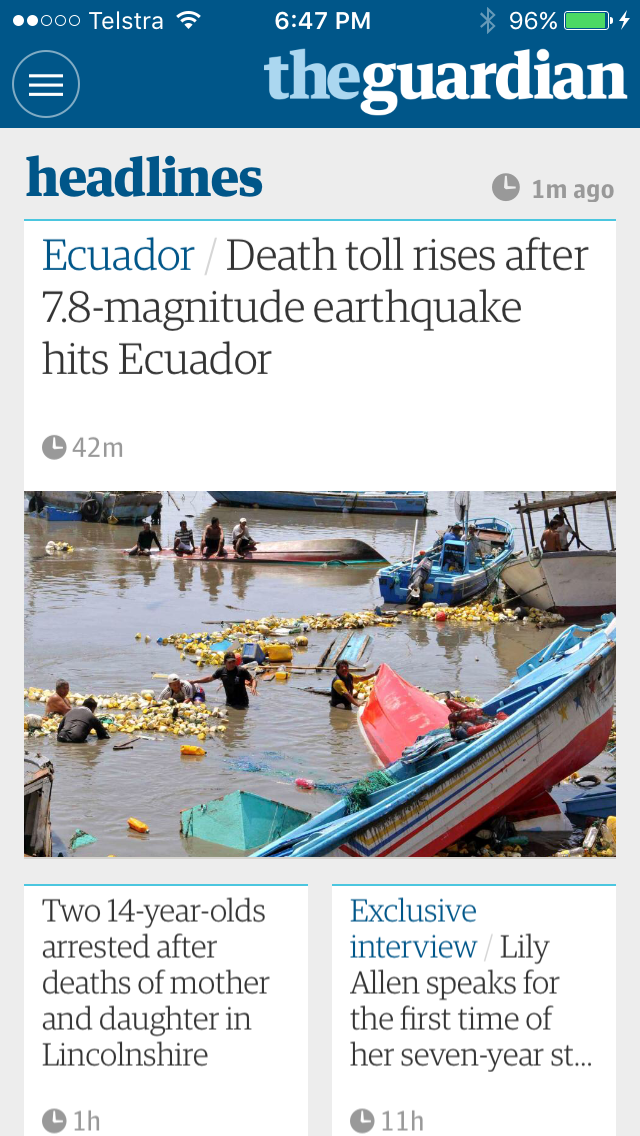 Telstra 6:47 PM 96%
theguardian
headlines
1m ago
Ecuador / Death toll rises after
7.8-magnitude earthquake
hits Ecuador
42m
Two 14-year-olds
arrested after
deaths of mother
and daughter in
Lincolnshire
1h
Exclusive
interview / Lily
Allen speaks for
the first time of
her seven-year st...
11h